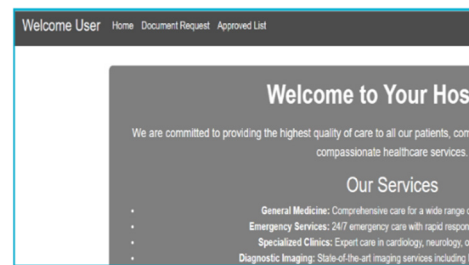 Welcome User Home Document Request Approved List
Welcome to Your Hos
We are committed to providing the highest quality of care to all our patients, com
compassionate healthcare services.
Our Services
General Medicine: Comprehensive care for a wide range
Emergency Services: 24/7 emergency care with rapid respon
Specialized Clinics: Expert care in cardiology, neurology,
Diagnostic Imaging: State-of-the-art imaging services including